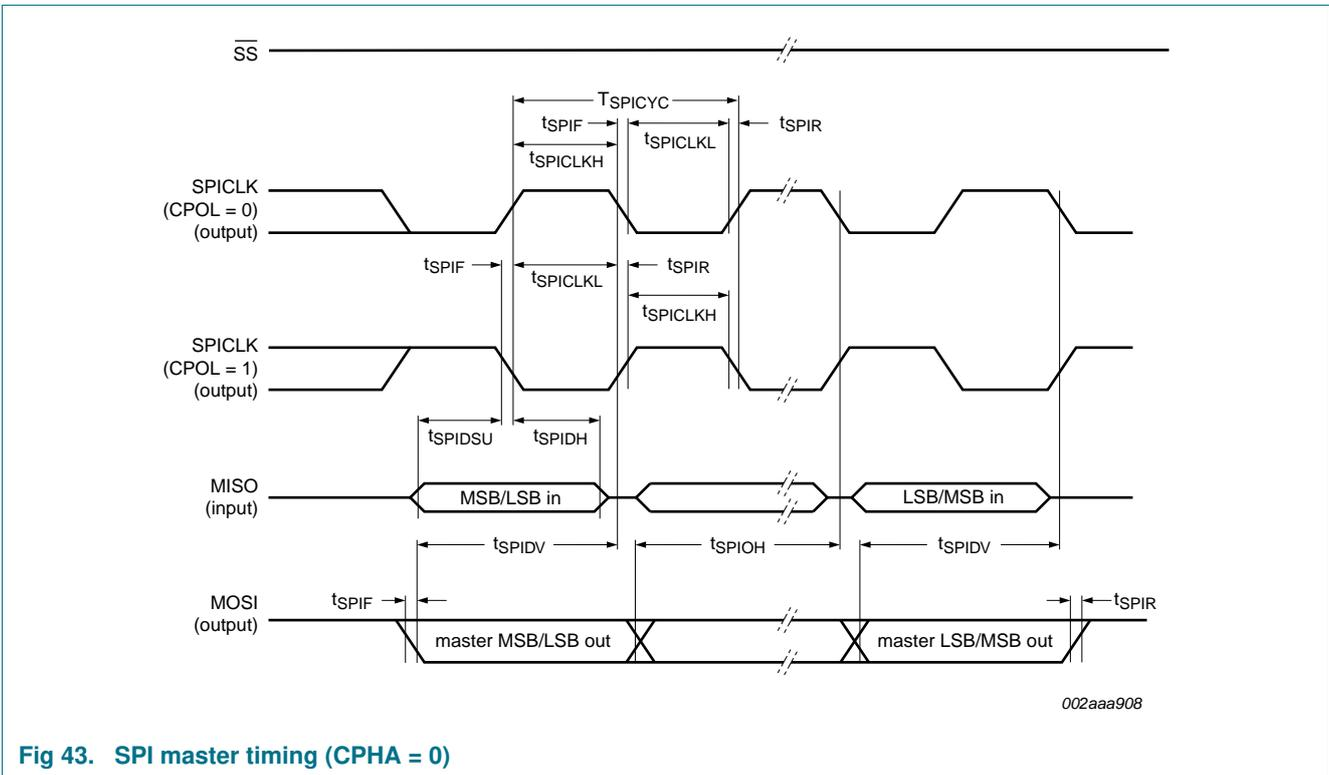 SS
TSPICYC
tSPIF
tSPICLKL
tSPIR
tSPICLKH
SPICLK
(CPOL = 0)
(output)
tSPIF
tSPICLKL
tSPIR
tSPICLKH
SPICLK
(CPOL = 1)
(output)
tSPIDSU
tSPIDH
MISO
(input)
MSB/LSB in
LSB/MSB in
tSPIDV
tSPIOH
tSPIDV
MOSI
(output)
tSPIF
tSPIR
master MSB/LSB out
master LSB/MSB out
002aaa908
Fig 43. SPI master timing (CPHA = 0)